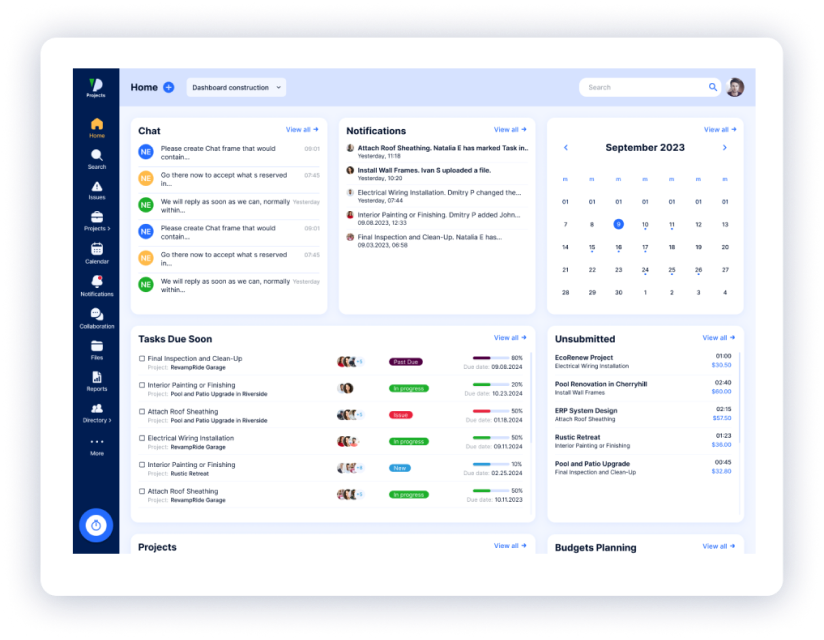 Projects
Home
Search
Issues
Projects >
Calendar
Notifications
Collaboration
Files
Reports
Directory >
More
Home
Dashboard construction
Search
Chat
View all →
NE
Please create Chat frame that would
contain...
09:01
NE
Go there now to accept what s reserved
in...
07:45
NE
We will reply as soon as we can, normally
within...
Yesterday
NE
Please create Chat frame that would
contain...
09:01
NE
Go there now to accept what s reserved
in...
07:45
NE
We will reply as soon as we can, normally
within...
Yesterday
Notifications
View all →
Attach Roof Sheathing. Natalia E has marked Task in..
Yesterday, 11:18
Install Wall Frames. Ivan S uploaded a file.
Yesterday, 10:20
Electrical Wiring Installation. Dmitry P changed the...
Yesterday, 07:44
Interior Painting or Finishing. Dmitry P added John...
09.08.2023, 12:33
Final Inspection and Clean-Up. Natalia E has...
09.03.2023, 06:58
View all →
< September 2023 >
m m m m m m m
01 01 01 01 01 01 01
7 8 9 10 11 12 13
14 15 16 17 18 19 20
21 22 23 24 25 26 27
28 29 30 1 2 3 4
Tasks Due Soon
View all →
Final Inspection and Clean-Up
Project: RevampRide Garage
Past Due
80%
Due date: 09.08.2024
Interior Painting or Finishing
Project: Pool and Patio Upgrade in Riverside
In progress
20%
Due date: 10.23.2024
Attach Roof Sheathing
Project: Pool and Patio Upgrade in Riverside
Issue
50%
Due date: 01.18.2024
Electrical Wiring Installation
Project: RevampRide Garage
In progress
50%
Due date: 09.11.2024
Interior Painting or Finishing
Project: Rustic Retreat
New
10%
Due date: 02.25.2024
Attach Roof Sheathing
Project: RevampRide Garage
In progress
50%
Due date: 10.11.2023
Unsubmitted
View all →
EcoRenew Project
Electrical Wiring Installation
01:00
$30.50
Pool Renovation in Cherryhill
Install Wall Frames
02:40
$60.00
ERP System Design
Attach Roof Sheathing
02:15
$57.50
Rustic Retreat
Interior Painting or Finishing
01:23
$36.00
Pool and Patio Upgrade
Final Inspection and Clean-Up
00:45
$32.80
Projects
View all →
Budgets Planning
View all →